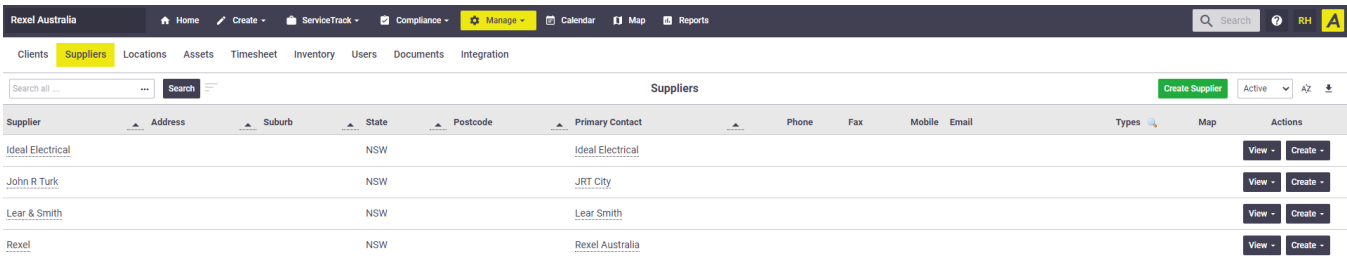 Rexel Australia Home Create ServiceTrack Compliance Manage Calendar Map Reports Search ? RH A
Clients Suppliers Locations Assets Timesheet Inventory Users Documents Integration
Search all .... ... Search Suppliers Create Supplier Active AZ
Supplier Address Suburb State Postcode Primary Contact Phone Fax Mobile Email Types Map Actions
Ideal Electrical NSW Ideal Electrical View Create
John R Turk NSW JRT City View Create
Lear & Smith NSW Lear Smith View Create
Rexel NSW Rexel Australia View Create